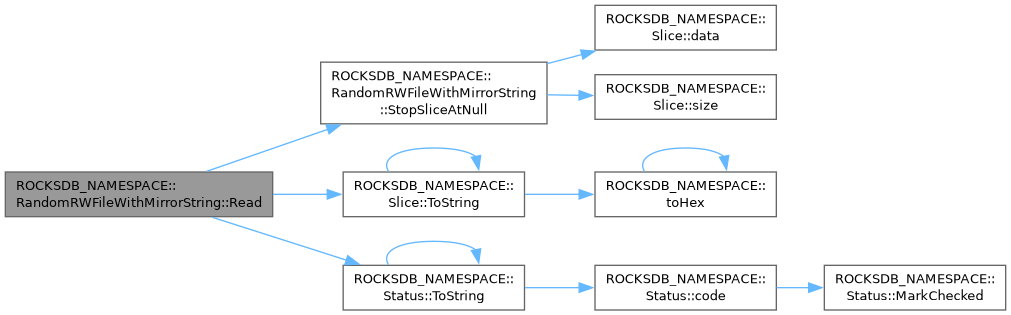 ROCKSDB_NAMESPACE::
RandomRWFileWithMirrorString::Read
ROCKSDB_NAMESPACE::
RandomRWFileWithMirrorString
::StopSliceAtNull
ROCKSDB_NAMESPACE::
Slice::data
ROCKSDB_NAMESPACE::
Slice::size
ROCKSDB_NAMESPACE::
Slice::ToString
ROCKSDB_NAMESPACE::
toHex
ROCKSDB_NAMESPACE::
Status::ToString
ROCKSDB_NAMESPACE::
Status::code
ROCKSDB_NAMESPACE::
Status::MarkChecked